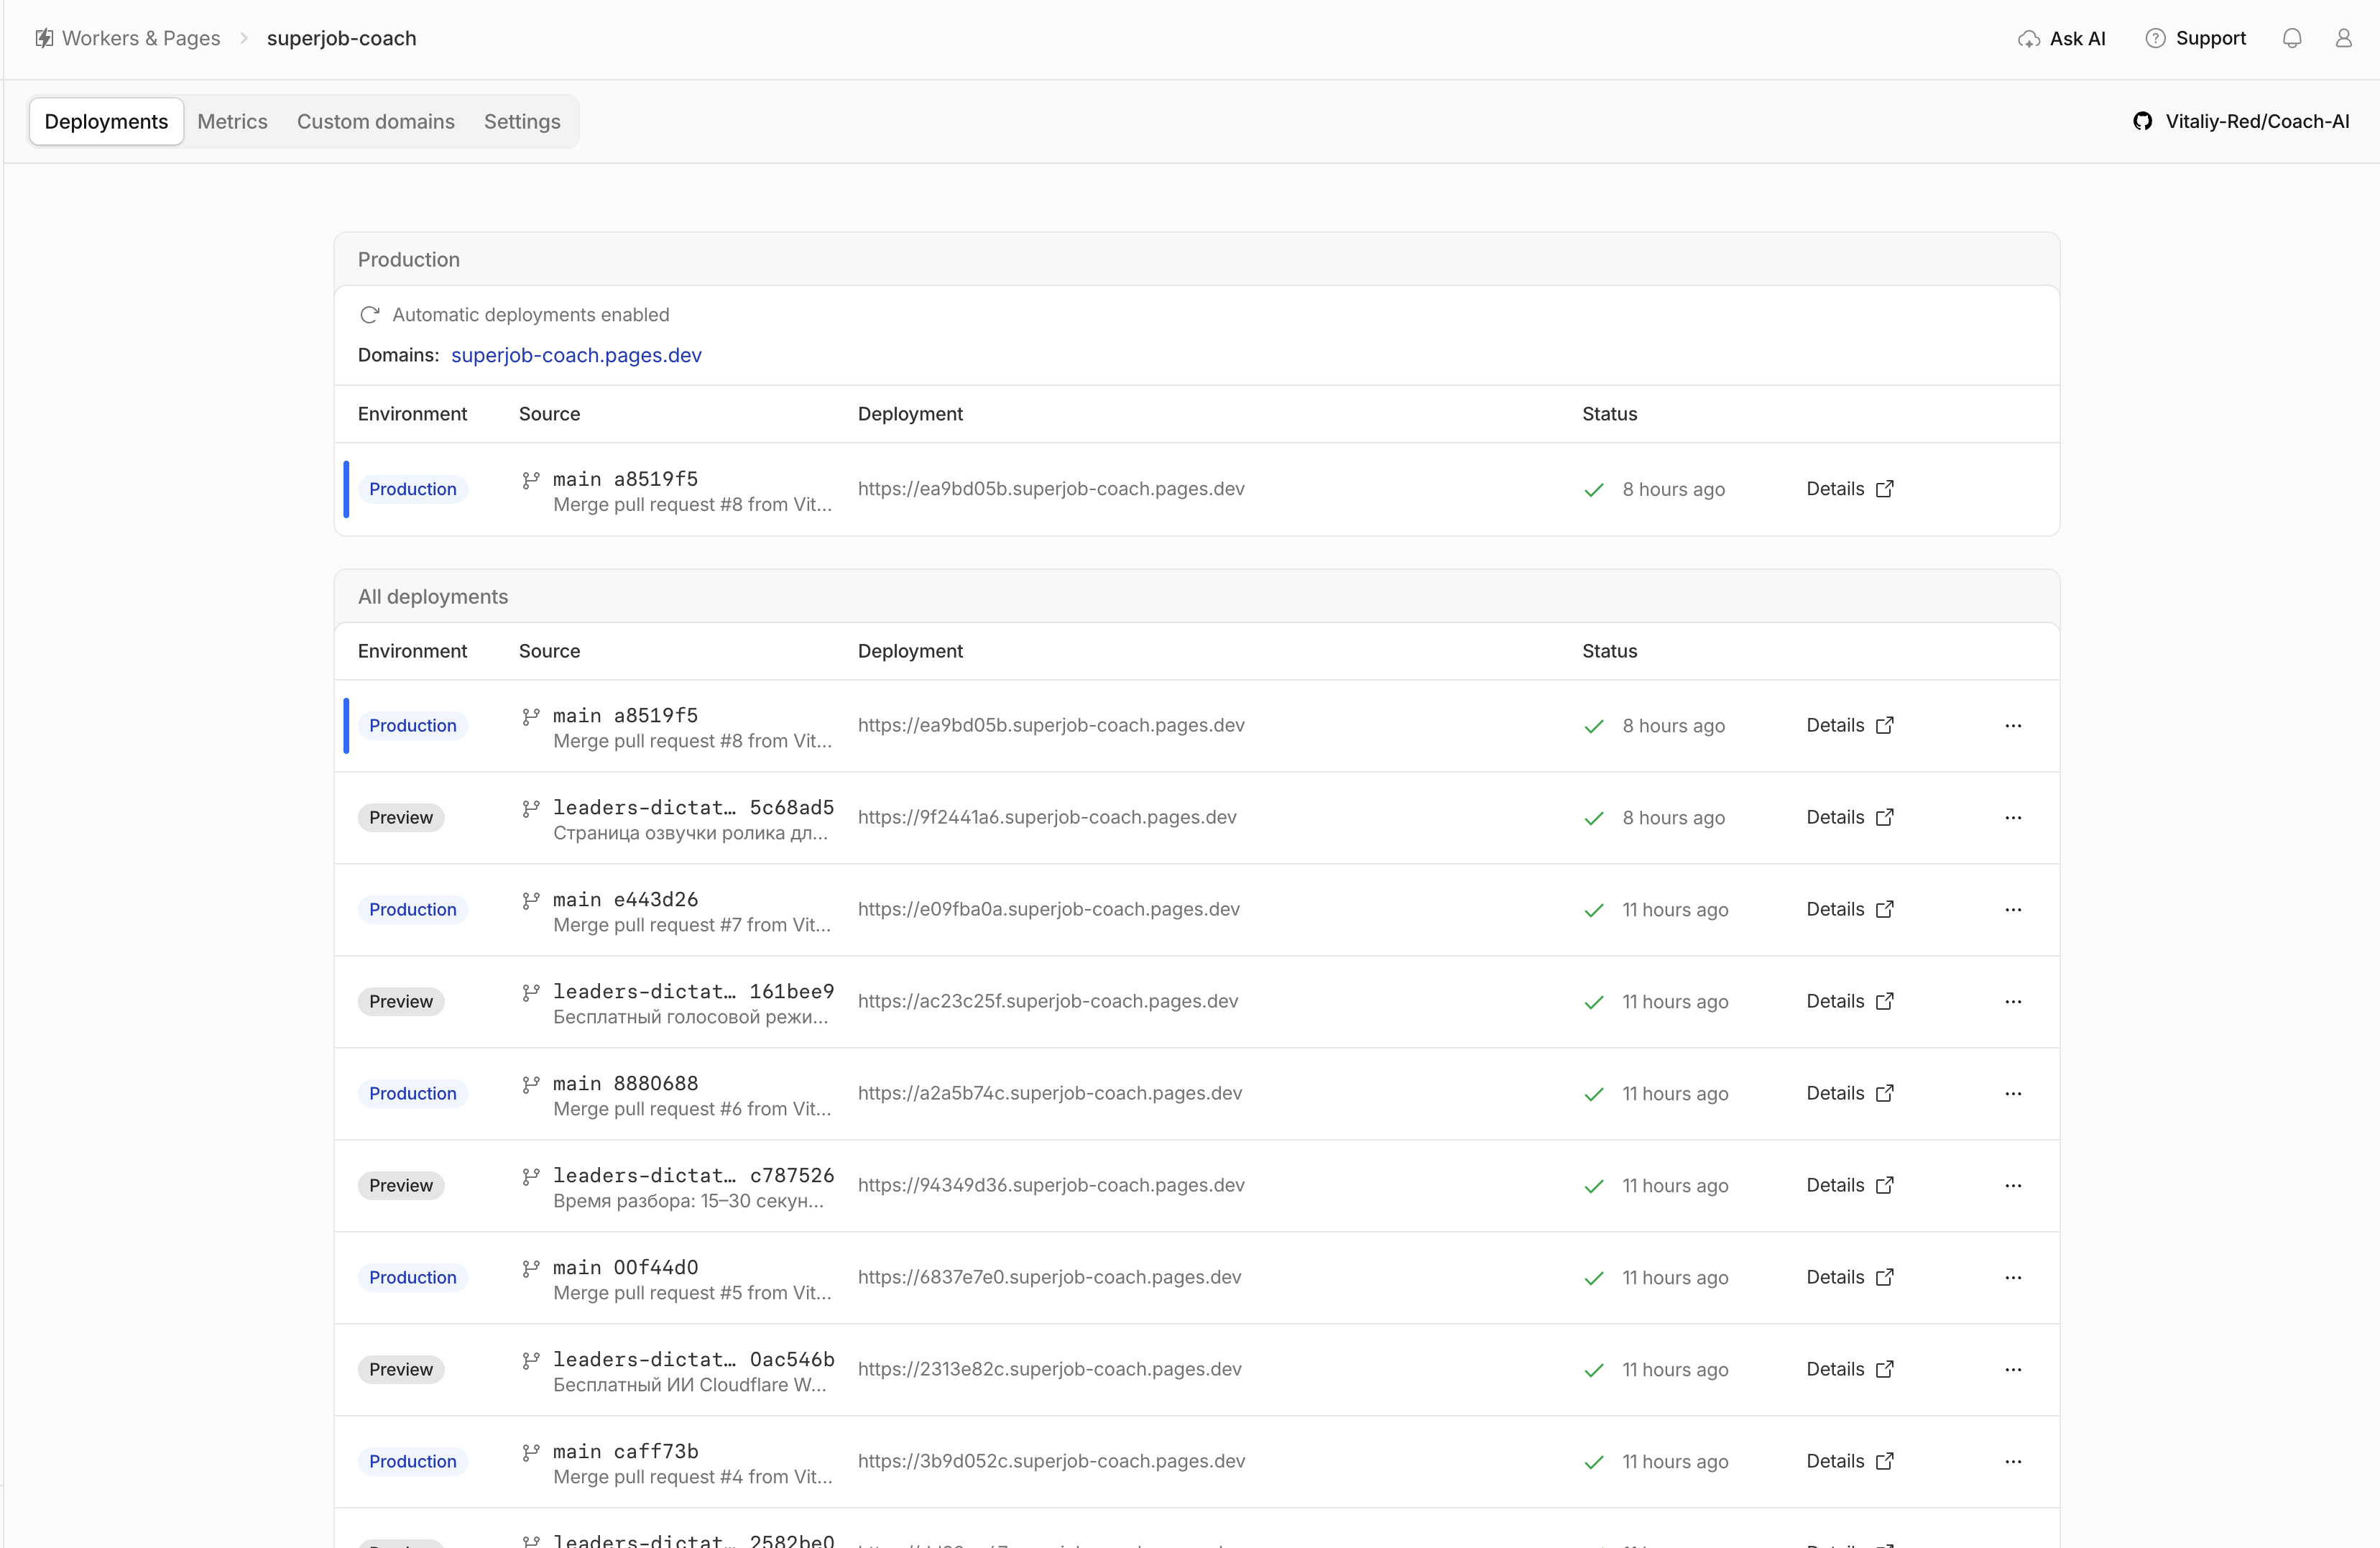 Workers & Pages > superjob-coach
Ask AI
Support
Deployments
Metrics
Custom domains
Settings
Vitaliy-Red/Coach-AI
Production
Automatic deployments enabled
Domains: superjob-coach.pages.dev
Environment Source Deployment Status
Production main a8519f5 https://ea9bd05b.superjob-coach.pages.dev 8 hours ago Details
Merge pull request #8 from Vit...
All deployments
Environment Source Deployment Status
Production main a8519f5 https://ea9bd05b.superjob-coach.pages.dev 8 hours ago Details ...
Merge pull request #8 from Vit...
Preview leaders-dictat... 5c68ad5 https://9f2441a6.superjob-coach.pages.dev 8 hours ago Details ...
Страница озвучки ролика дл...
Production main e443d26 https://e09fba0a.superjob-coach.pages.dev 11 hours ago Details ...
Merge pull request #7 from Vit...
Preview leaders-dictat... 161bee9 https://ac23c25f.superjob-coach.pages.dev 11 hours ago Details ...
Бесплатный голосовой режи...
Production main 8880688 https://a2a5b74c.superjob-coach.pages.dev 11 hours ago Details ...
Merge pull request #6 from Vit...
Preview leaders-dictat... c787526 https://94349d36.superjob-coach.pages.dev 11 hours ago Details ...
Время разбора: 15–30 секун...
Production main 00f44d0 https://6837e7e0.superjob-coach.pages.dev 11 hours ago Details ...
Merge pull request #5 from Vit...
Preview leaders-dictat... 0ac546b https://2313e82c.superjob-coach.pages.dev 11 hours ago Details ...
Бесплатный ИИ Cloudflare W...
Production main caff73b https://3b9d052c.superjob-coach.pages.dev 11 hours ago Details ...
Merge pull request #4 from Vit...
leaders-dictat... 2582be0